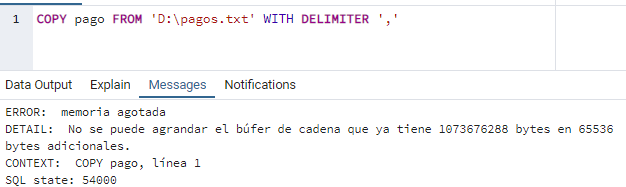 1 COPY pago FROM 'D:\pagos.txt' WITH DELIMITER ','
Data Output Explain Messages Notifications
ERROR:  memoria agotada
DETAIL:  No se puede agrandar el búfer de cadena que ya tiene 1073676288 bytes en 65536
bytes adicionales.
CONTEXT:  COPY pago, línea 1
SQL state: 54000